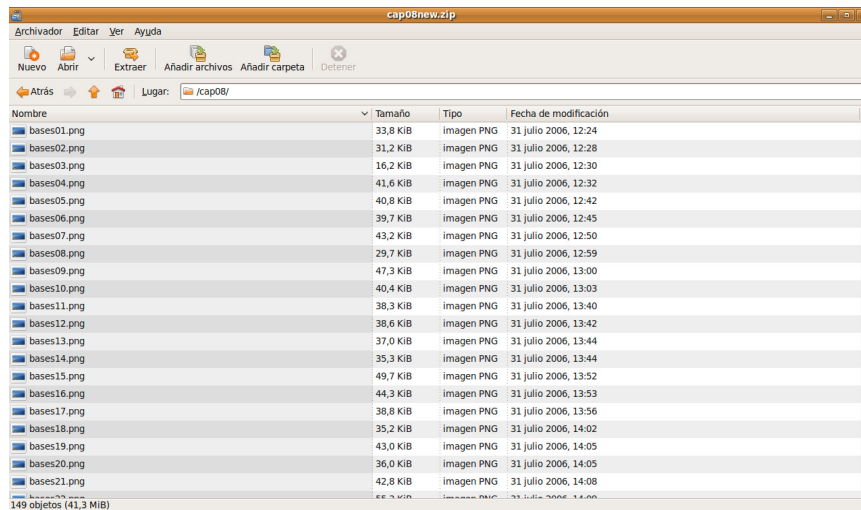 cap08new.zip
Archivador Editar Ver Ayuda
Nuevo Abrir Extraer Añadir archivos Añadir carpeta Detener
Atrás Lugar: /cap08/
Nombre Tamaño Tipo Fecha de modificación
bases01.png 33,8 KiB imagen PNG 31 julio 2006, 12:24
bases02.png 31,2 KiB imagen PNG 31 julio 2006, 12:28
bases03.png 16,2 KiB imagen PNG 31 julio 2006, 12:30
bases04.png 41,6 KiB imagen PNG 31 julio 2006, 12:32
bases05.png 40,8 KiB imagen PNG 31 julio 2006, 12:42
bases06.png 39,7 KiB imagen PNG 31 julio 2006, 12:45
bases07.png 43,2 KiB imagen PNG 31 julio 2006, 12:50
bases08.png 29,7 KiB imagen PNG 31 julio 2006, 12:59
bases09.png 47,3 KiB imagen PNG 31 julio 2006, 13:00
bases10.png 40,4 KiB imagen PNG 31 julio 2006, 13:03
bases11.png 38,3 KiB imagen PNG 31 julio 2006, 13:40
bases12.png 38,6 KiB imagen PNG 31 julio 2006, 13:42
bases13.png 37,0 KiB imagen PNG 31 julio 2006, 13:44
bases14.png 35,3 KiB imagen PNG 31 julio 2006, 13:44
bases15.png 49,7 KiB imagen PNG 31 julio 2006, 13:52
bases16.png 44,3 KiB imagen PNG 31 julio 2006, 13:53
bases17.png 38,8 KiB imagen PNG 31 julio 2006, 13:56
bases18.png 35,2 KiB imagen PNG 31 julio 2006, 14:02
bases19.png 43,0 KiB imagen PNG 31 julio 2006, 14:05
bases20.png 36,0 KiB imagen PNG 31 julio 2006, 14:05
bases21.png 42,8 KiB imagen PNG 31 julio 2006, 14:08
149 objetos (41,3 MiB)